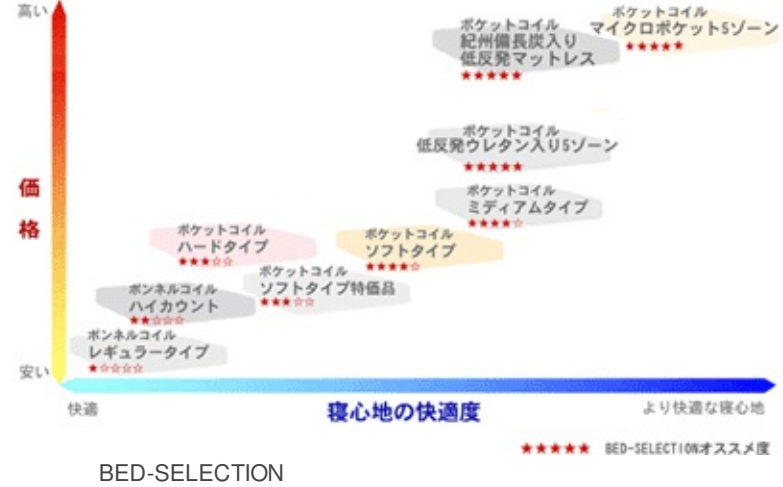 高い
ポケットコイル
マイクロポケット5ゾーン
★★★★★
ポケットコイル
紀州備長炭入り
低反発マットレス
★★★★★
ポケットコイル
低反発ウレタン入り5ゾーン
★★★★★
ポケットコイル
ミディアムタイプ
★★★★☆
価格
ポケットコイル
ハードタイプ
★★★☆☆
ポケットコイル
ソフトタイプ
★★★★☆
ポケットコイル
ソフトタイプ特価品
★★★☆☆
ボンネルコイル
ハイカウント
★★☆☆☆
ボンネルコイル
レギュラータイプ
★☆☆☆☆
安い
快適
寝心地の快適度
より快適な寝心地
★★★★★ BED-SELECTIONオススメ度
BED-SELECTION